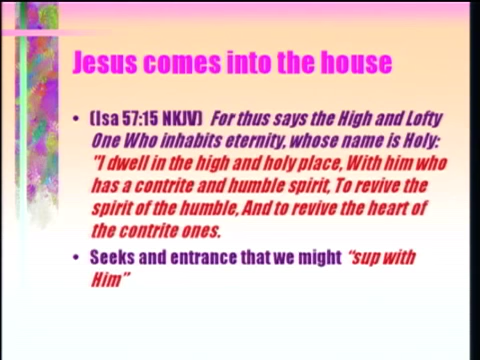 Jesus comes into the house
• (Isa 57:15 NKJV) For thus says the High and Lofty
One Who inhabits eternity, whose name is Holy:
"I dwell in the high and holy place, With him who
has a contrite and humble spirit, To revive the
spirit of the humble, And to revive the heart of
the contrite ones.
• Seeks and entrance that we might "sup with
Him"